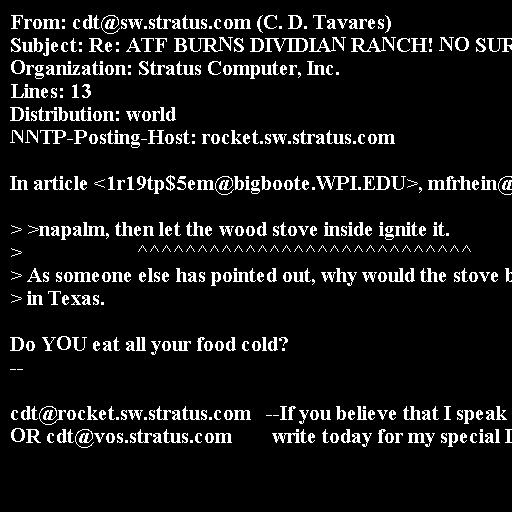 From: cdt@sw.stratus.com (C. D. Tavares)
Subject: Re: ATF BURNS DIVIDIAN RANCH! NO SUR
Organization: Stratus Computer, Inc.
Lines: 13
Distribution: world
NNTP-Posting-Host: rocket.sw.stratus.com
In article <1r19tp$5em@bigboote.WPI.EDU>, mfrhein@
> >napalm, then let the wood stove inside ignite it.
> ^^^^^^^^^^^^^^^^^^^^^^^^^^^^
> As someone else has pointed out, why would the stove b
> in Texas.
Do YOU eat all your food cold?
--
cdt@rocket.sw.stratus.com --If you believe that I speak
OR cdt@vos.stratus.com write today for my special